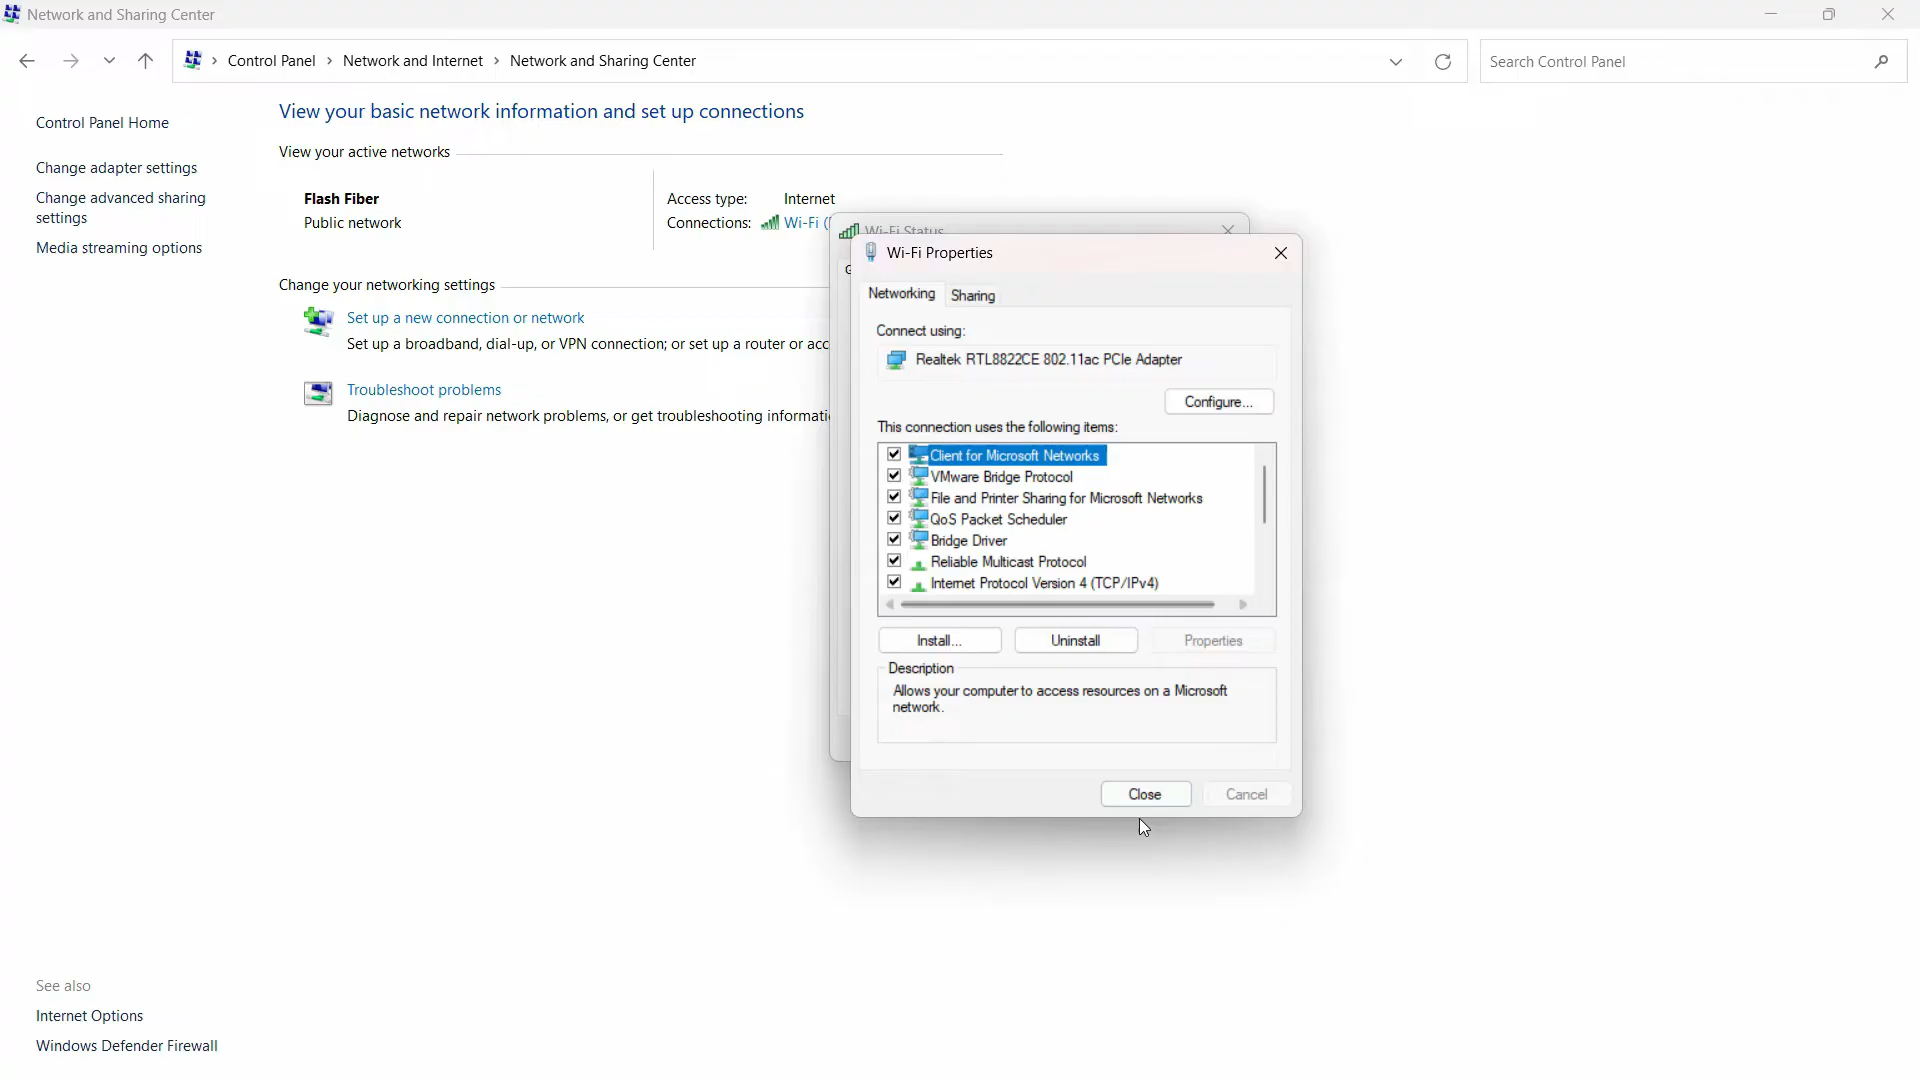 Network and Sharing Center
Control Panel > Network and Internet > Network and Sharing Center
Search Control Panel
Control Panel Home
Change adapter settings
Change advanced sharing
settings
Media streaming options
View your basic network information and set up connections
View your active networks
Flash Fiber
Public network
Access type: Internet
Connections: Wi-Fi (
Change your networking settings
Set up a new connection or network
Set up a broadband, dial-up, or VPN connection; or set up a router or acc
Troubleshoot problems
Diagnose and repair network problems, or get troubleshooting informati
Wi-Fi Status
Wi-Fi Properties
Networking
Sharing
Connect using:
Realtek RTL8822CE 802.11ac PCIe Adapter
Configure...
This connection uses the following items:
Client for Microsoft Networks
VMware Bridge Protocol
File and Printer Sharing for Microsoft Networks
QoS Packet Scheduler
Bridge Driver
Reliable Multicast Protocol
Internet Protocol Version 4 (TCP/IPv4)
Install...
Uninstall
Properties
Description
Allows your computer to access resources on a Microsoft
network.
Close
Cancel
See also
Internet Options
Windows Defender Firewall